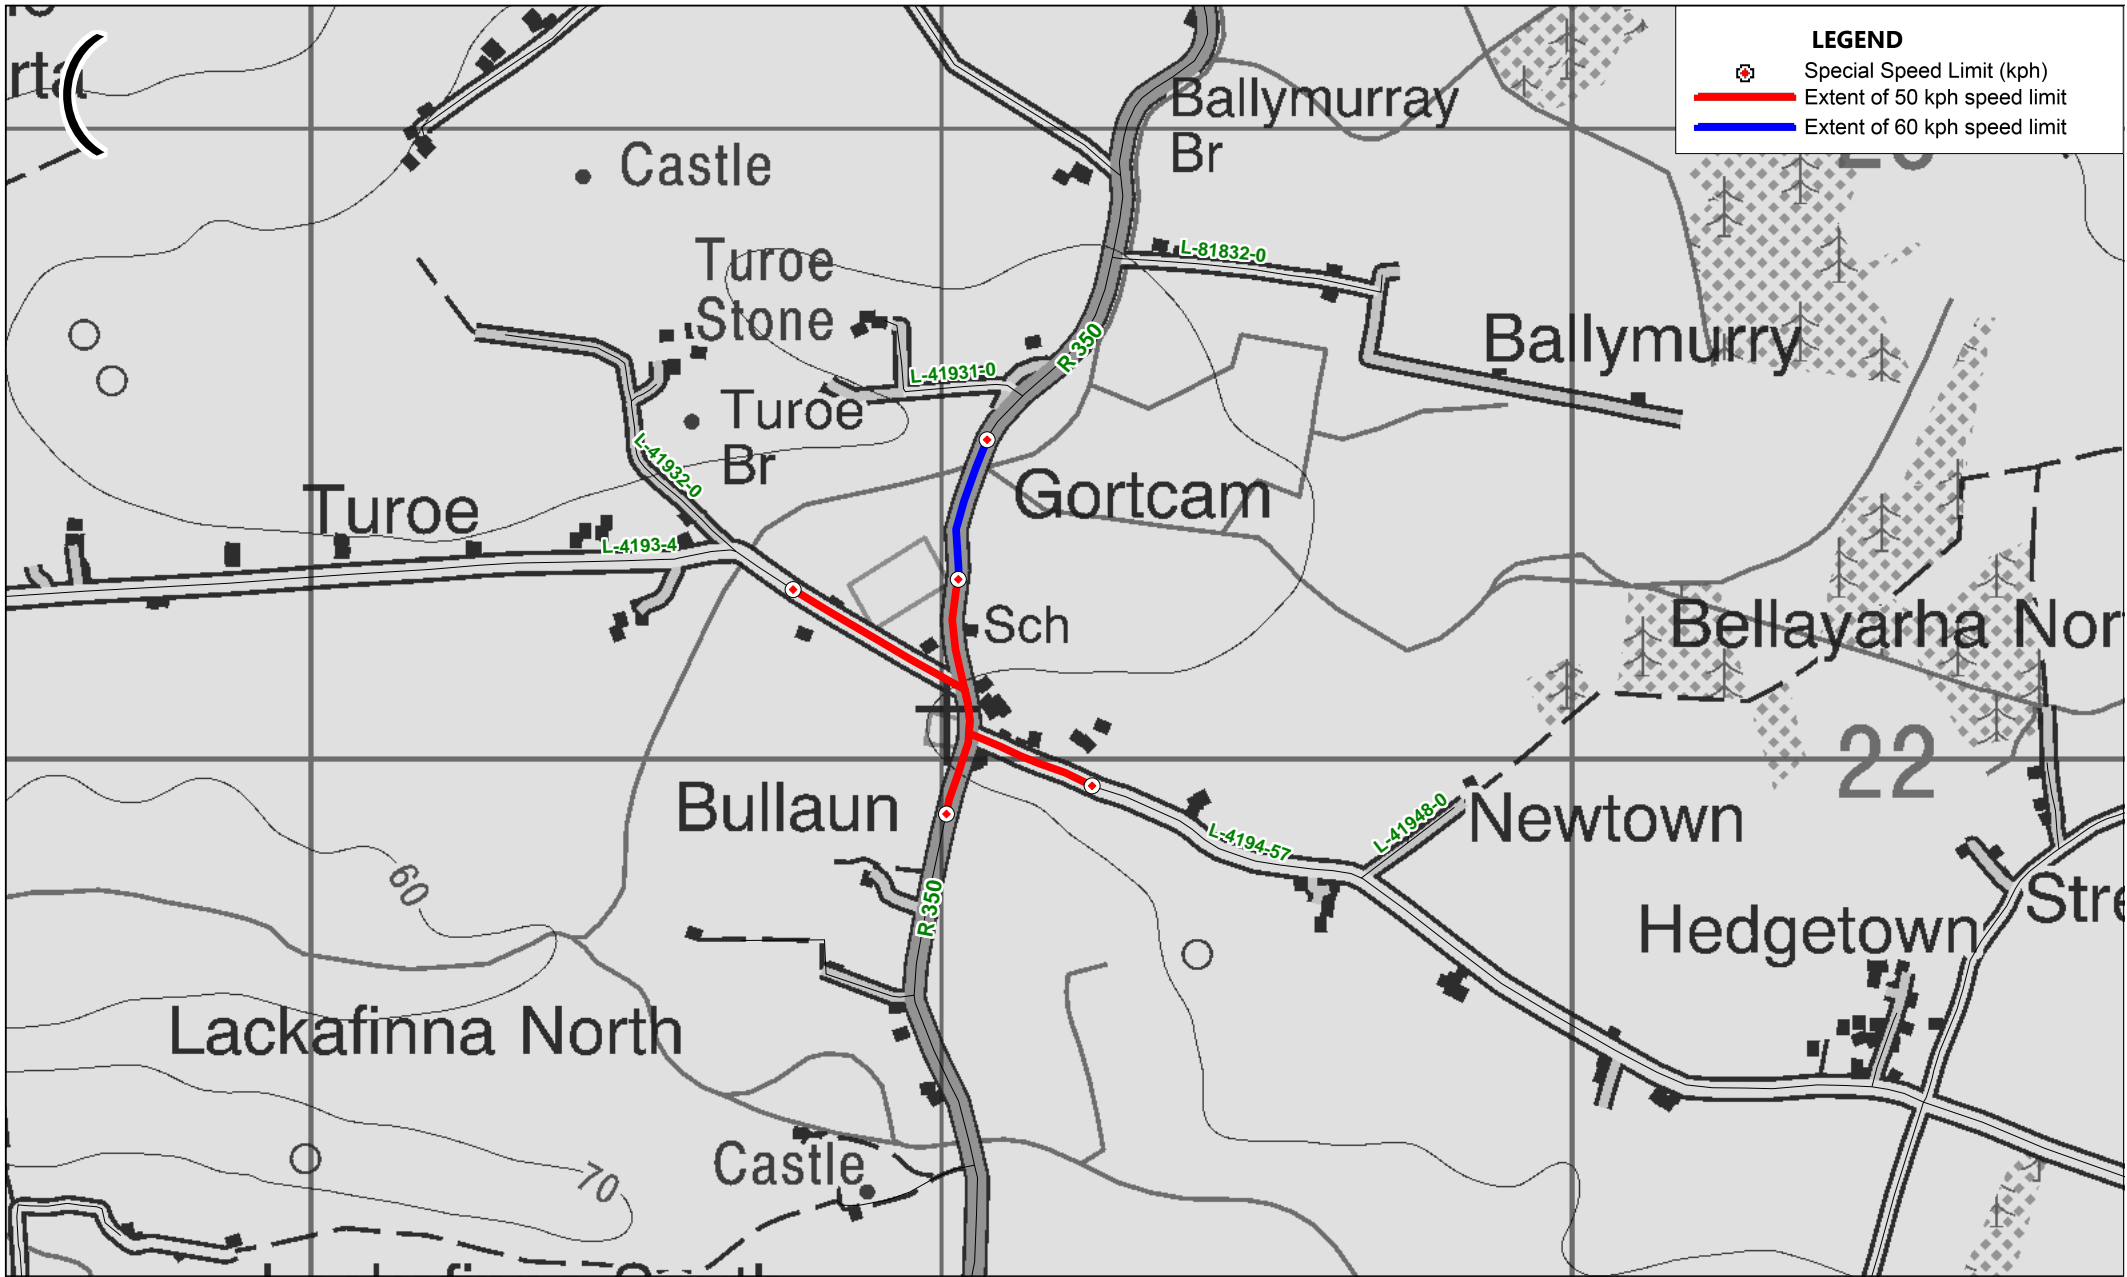 LEGEND
Special Speed Limit (kph)
Extent of 50 kph speed limit
Extent of 60 kph speed limit
rta
Ballymurray
Br
Castle
Turoe
Stone
L-81832-0
R 350
Ballymurry
L-41931-0
Turoe
Br
L-41932-0
Gortcam
Turoe
L-4193-4
Sch
Bellayarha Nor
22
Bullaun
Newtown
L-4194-57
L-41948-0
60
R 350
Stre
Hedgetown
Lackafinna North
Castle
70